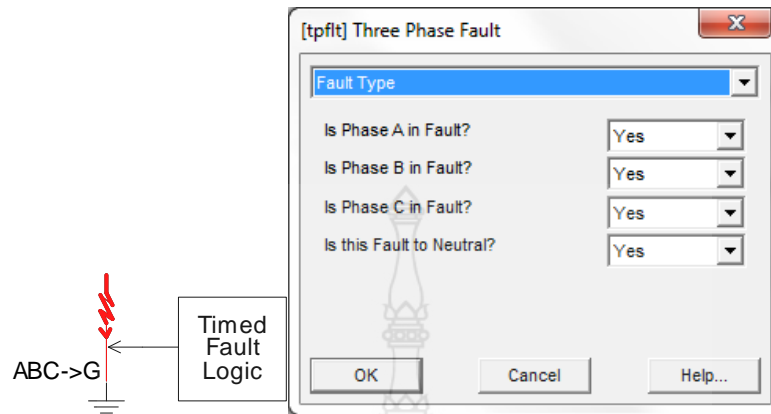 [tpflt] Three Phase Fault
Fault Type
Is Phase A in Fault? Yes
Is Phase B in Fault? Yes
Is Phase C in Fault? Yes
Is this Fault to Neutral? Yes
OK Cancel Help...
Timed
Fault
Logic
ABC->G